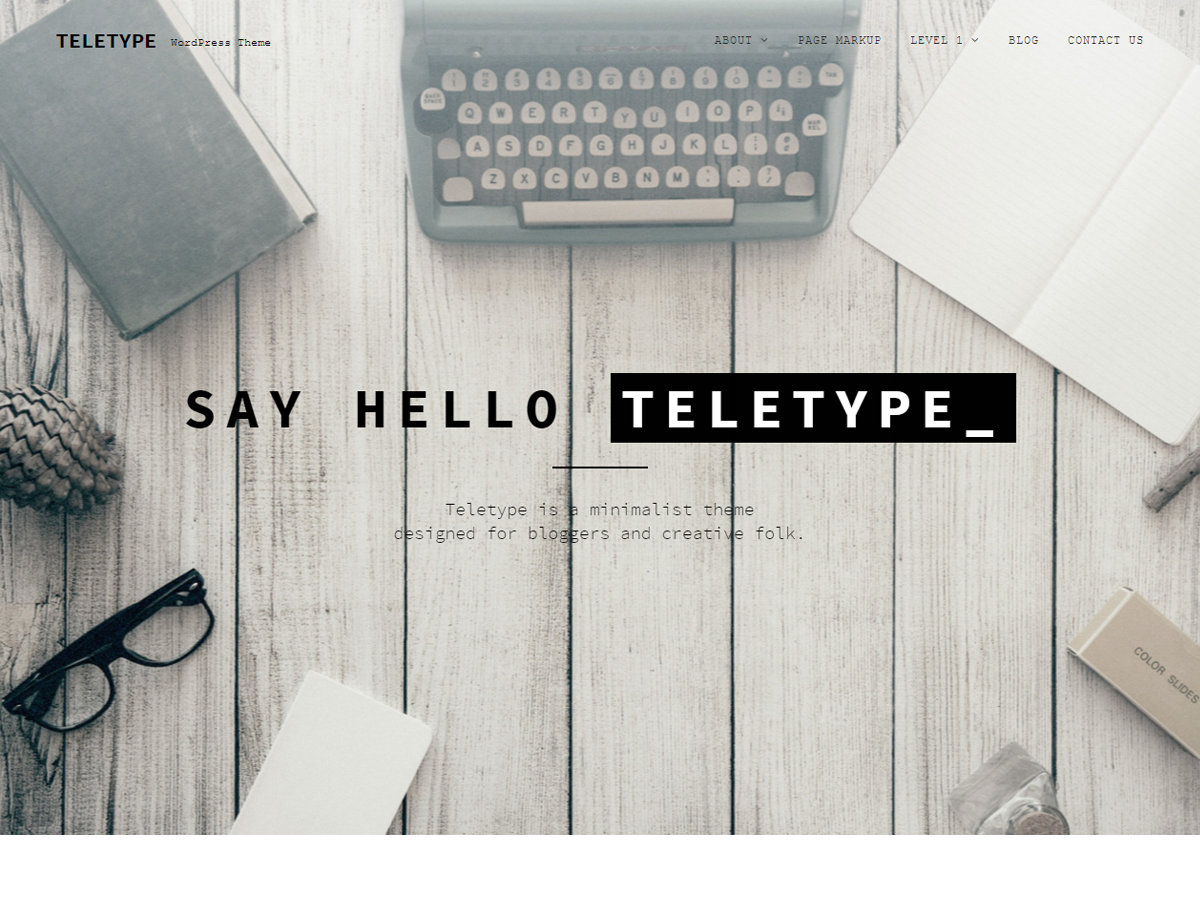 TELETYPE WordPress Theme
ABOUT PAGE MARKUP LEVEL 1 BLOG CONTACT US
Q W E R T Y U I O P
A S D F G H J K L
Z X C V B N M
SAY HELLO TELETYPE_
Teletype is a minimalist theme
designed for bloggers and creative folk.
COLOR SLIDES